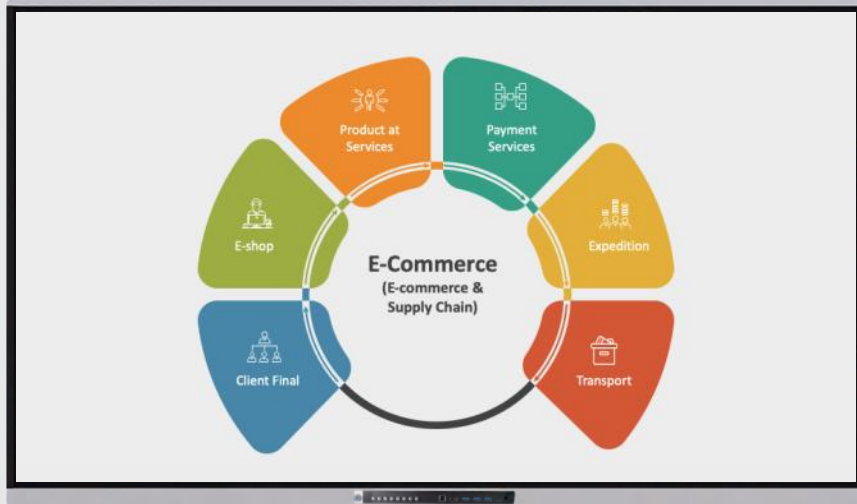 Product at
Services
Payment
Services
E-shop
Expedition
E-Commerce
(E-commerce &
Supply Chain)
Client Final
Transport